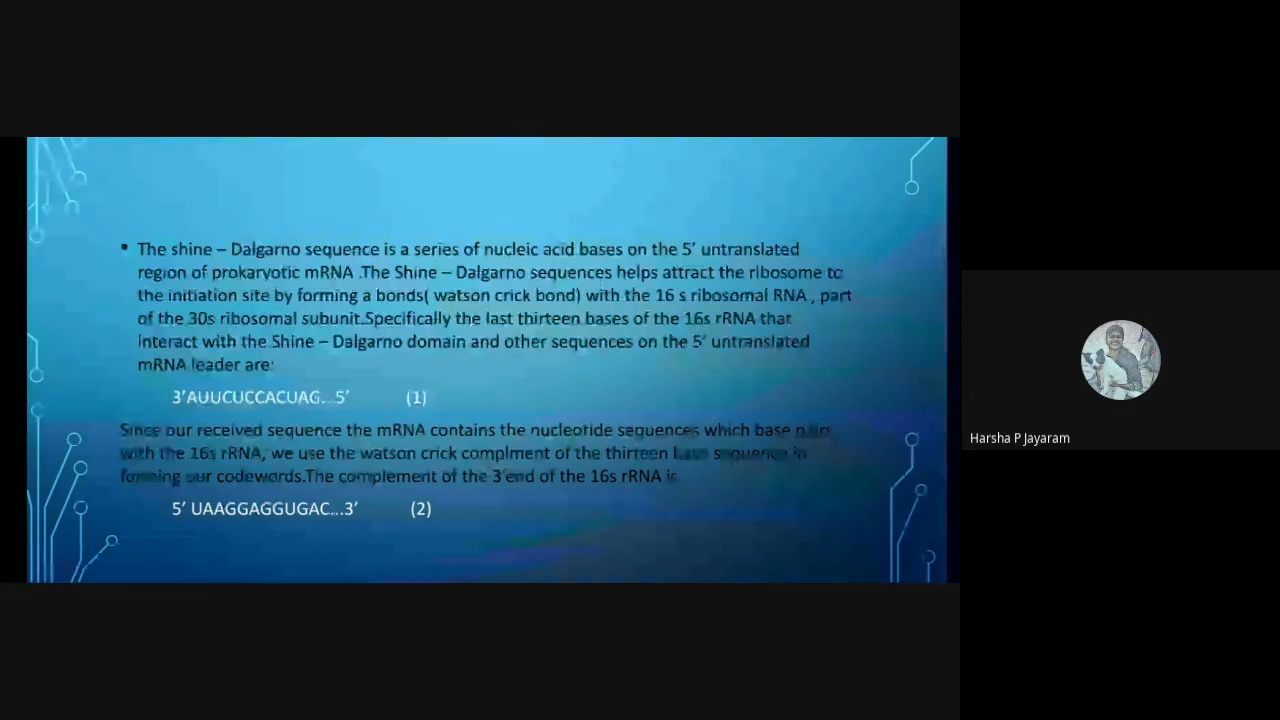 • The shine – Dalgarno sequence is a series of nucleic acid bases on the 5’ untranslated
region of prokaryotic mRNA .The Shine – Dalgarno sequences helps attract the ribosome to
the initiation site by forming a bonds( watson crick bond) with the 16 s ribosomal RNA , part
of the 30s ribosomal subunit.Specifically the last thirteen bases of the 16s rRNA that
interact with the Shine – Dalgarno domain and other sequences on the 5’ untranslated
mRNA leader are:
3’AUUCUCCACUAG...5’ (1)
Since our received sequence the mRNA contains the nucleotide sequences which base pairs
with the 16s rRNA, we use the watson crick complment of the thirteen base sequence in
forming our codewords.The complement of the 3’end of the 16s rRNA is
5’ UAAGGAGGUGAC...3’ (2)
Harsha P Jayaram